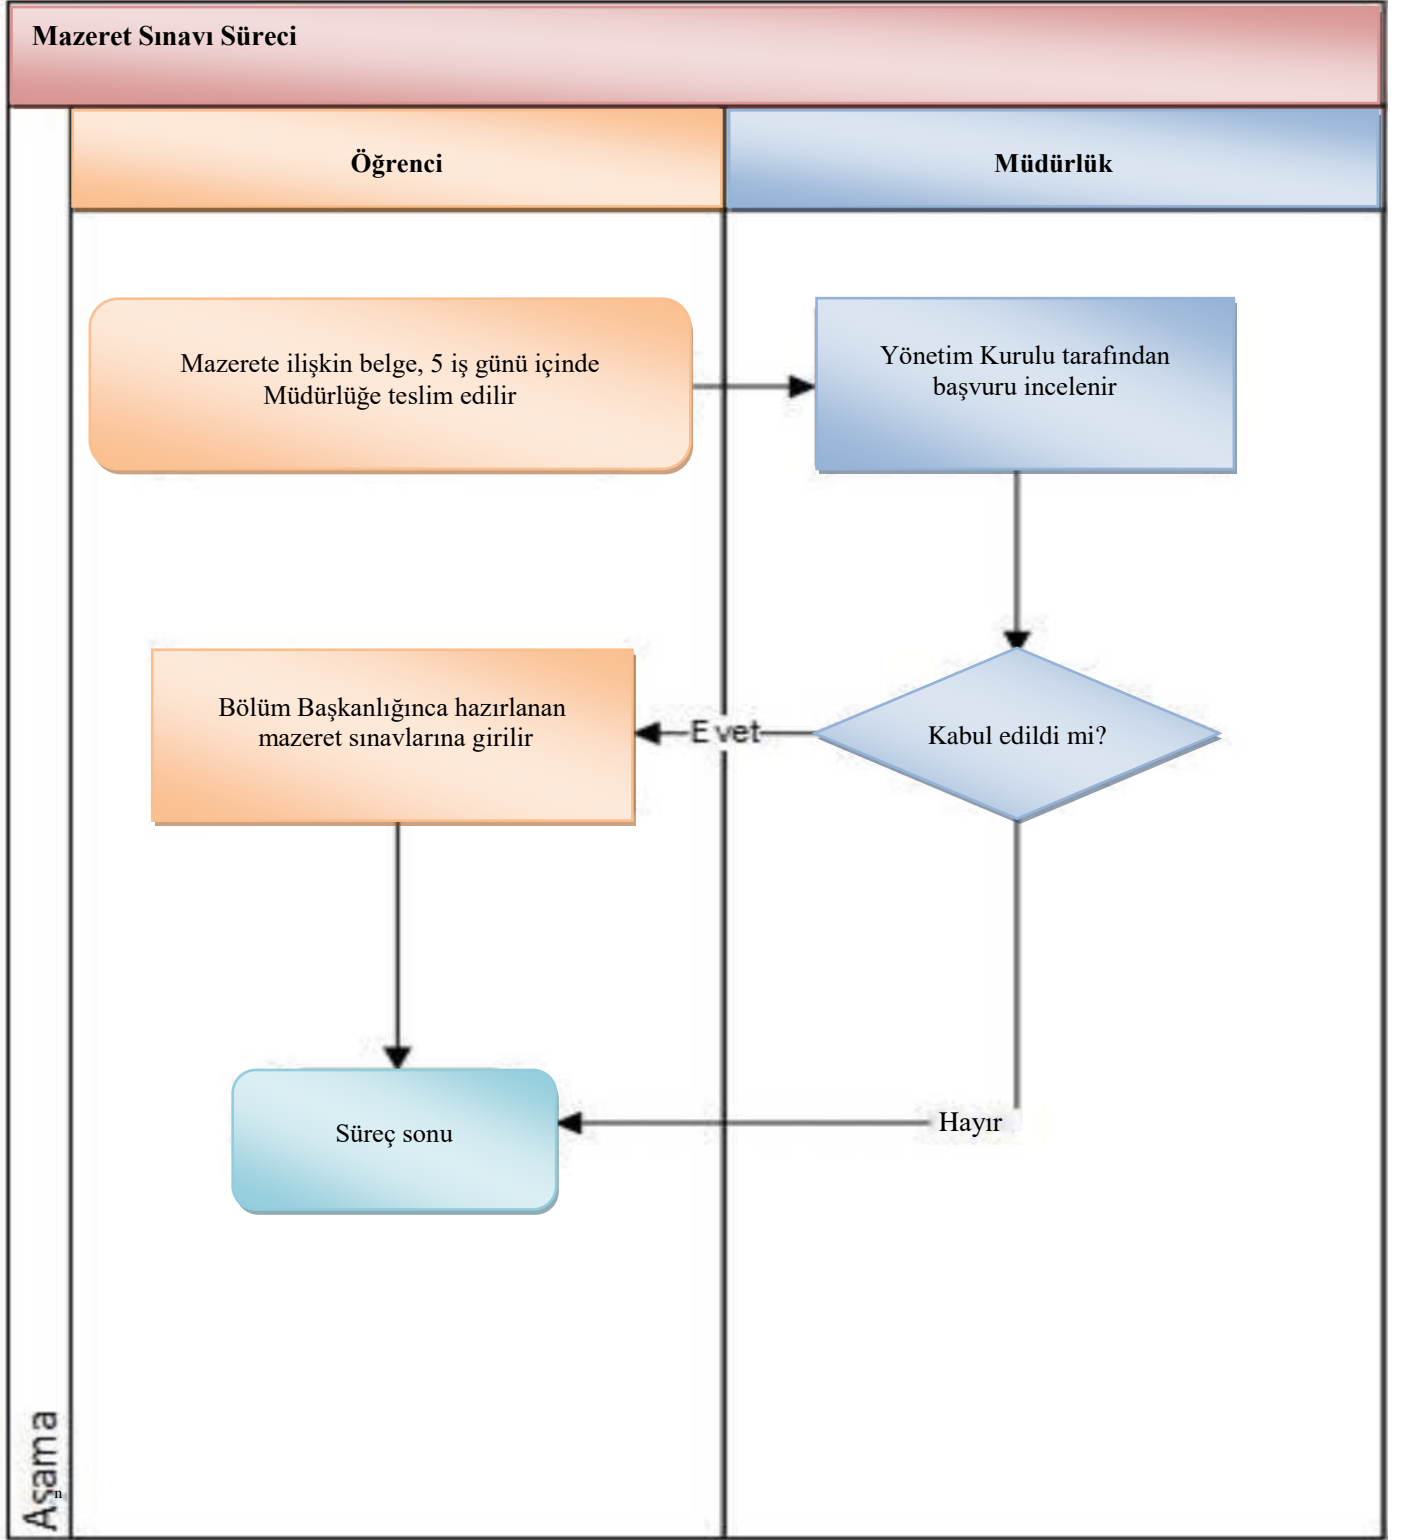 Mazeret Sınavı Süreci
Öğrenci
Müdürlük
Mazerete ilişkin belge, 5 iş günü içinde
Müdürlüğe teslim edilir
Yönetim Kurulu tarafından
başvuru incelenir
Bölüm Başkanlığınca hazırlanan
mazeret sınavlarına girilir
Evet
Kabul edildi mi?
Süreç sonu
Hayır
Aşama
n